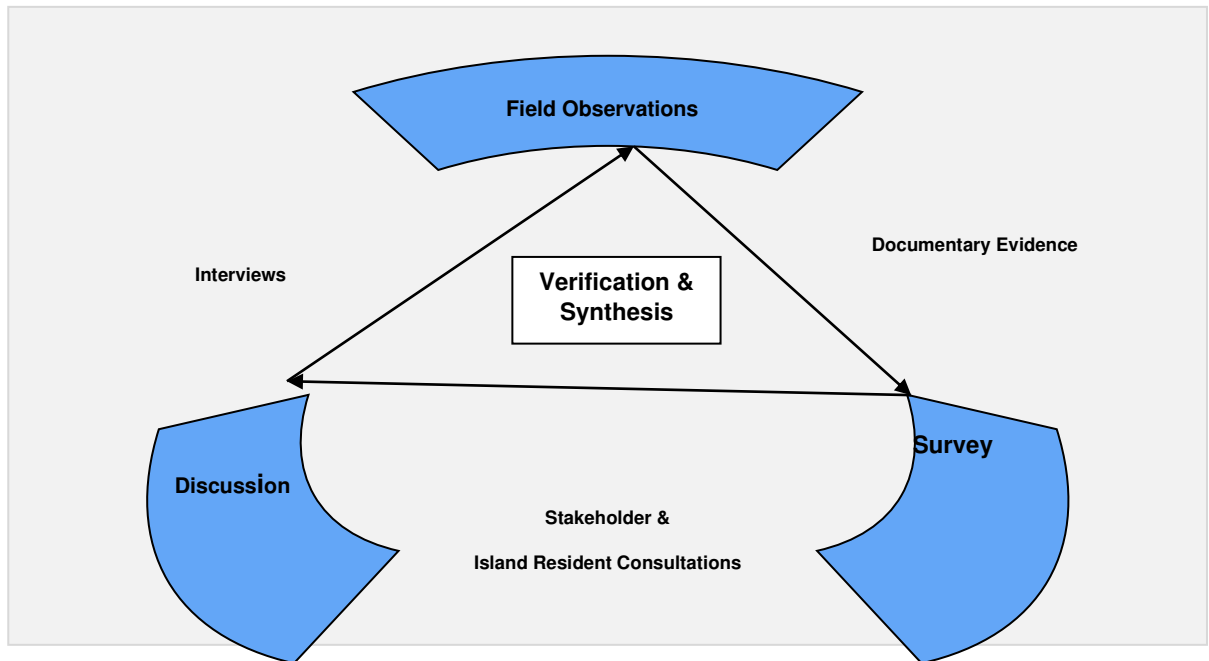 Field Observations
Documentary Evidence
Interviews
Verification &
Synthesis
Survey
Discussion
Stakeholder &
Island Resident Consultations